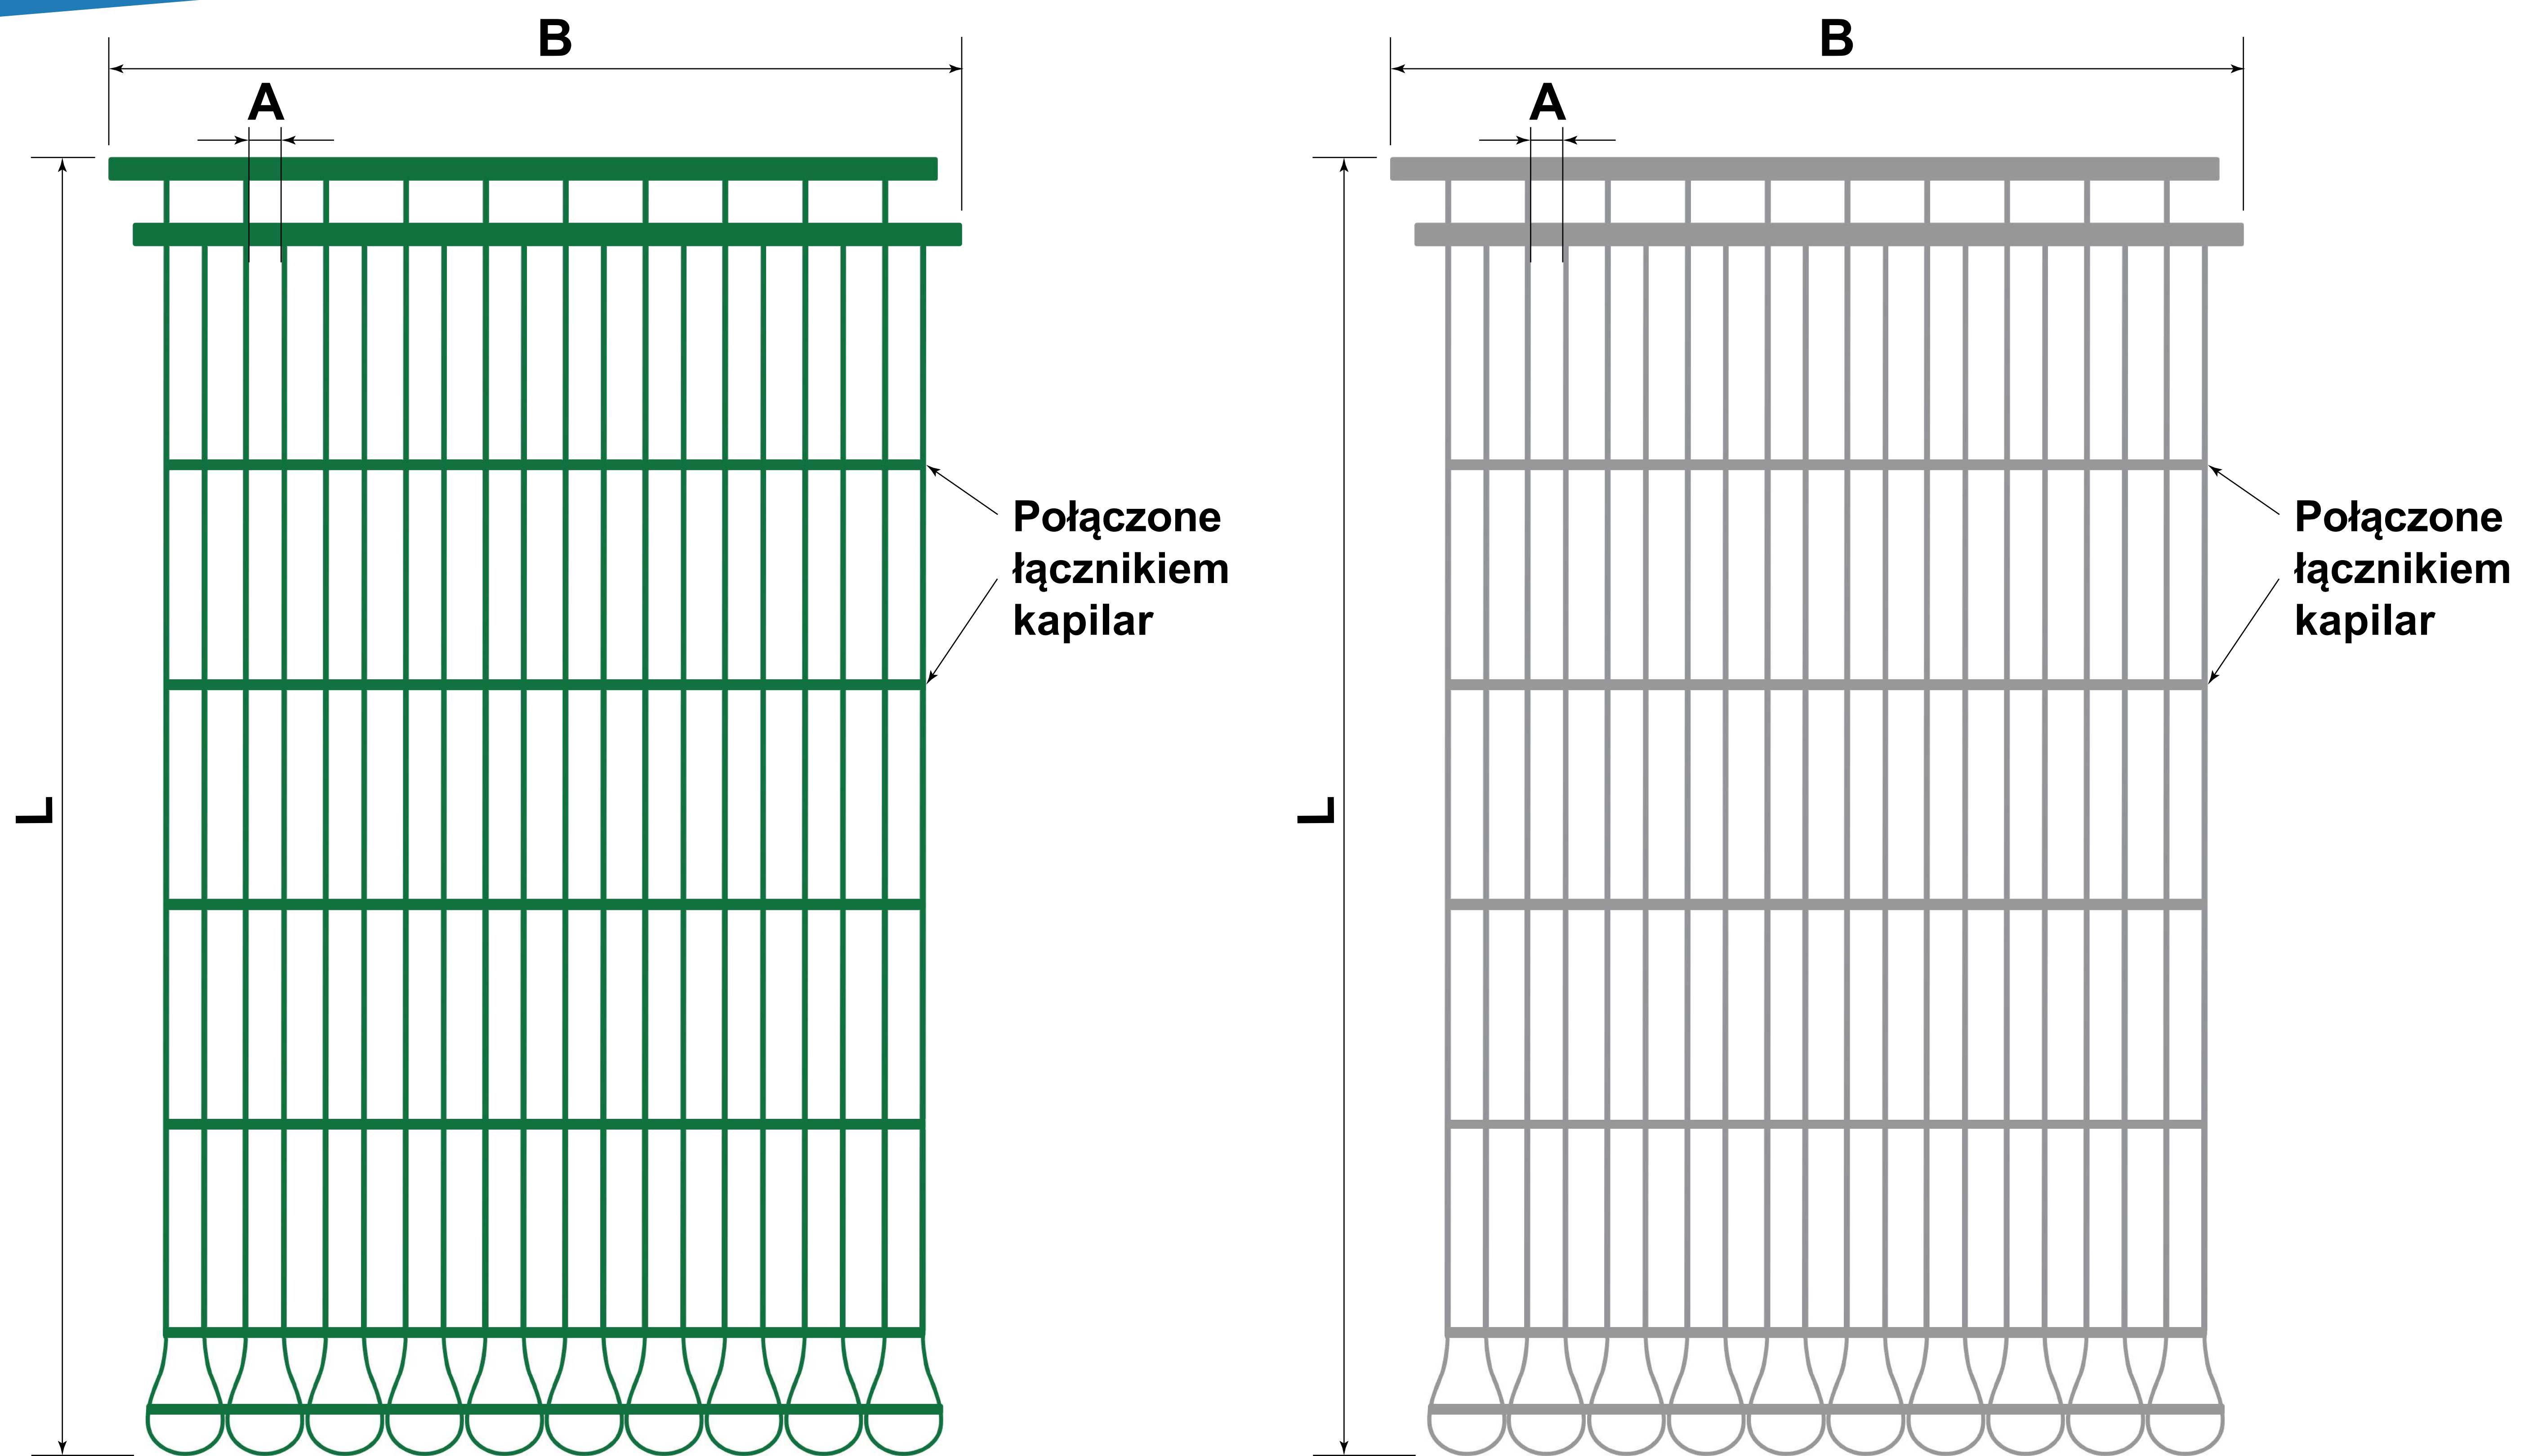 B
A
L
Połączone
łącznikiem
kapilar
B
A
L
Połączone
łącznikiem
kapilar